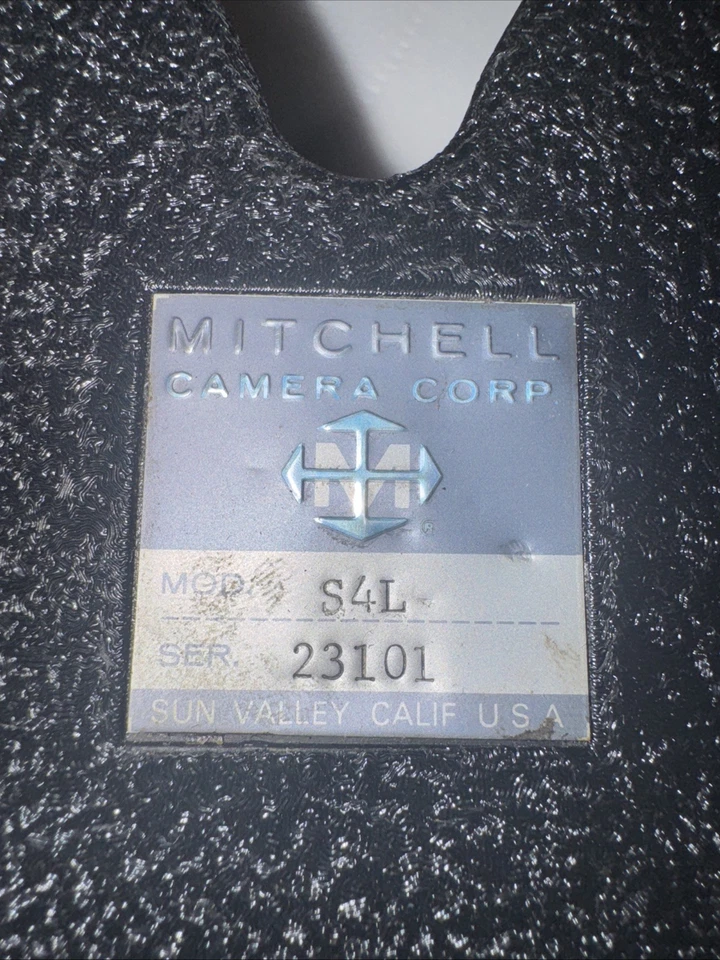 MITCHELL
CAMERA CORP
M
®
MOD. S4L
SER. 23101
SUN VALLEY CALIF U S A